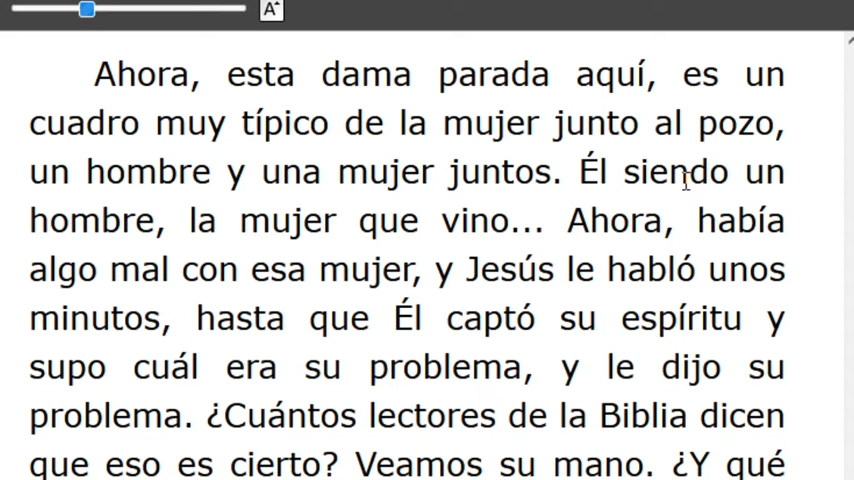 A
Ahora, esta dama parada aquí, es un
cuadro muy típico de la mujer junto al pozo,
un hombre y una mujer juntos. Él siendo un
hombre, la mujer que vino... Ahora, había
algo mal con esa mujer, y Jesús le habló unos
minutos, hasta que Él captó su espíritu y
supo cuál era su problema, y le dijo su
problema. ¿Cuántos lectores de la Biblia dicen
que eso es cierto? Veamos su mano. ¿Y qué